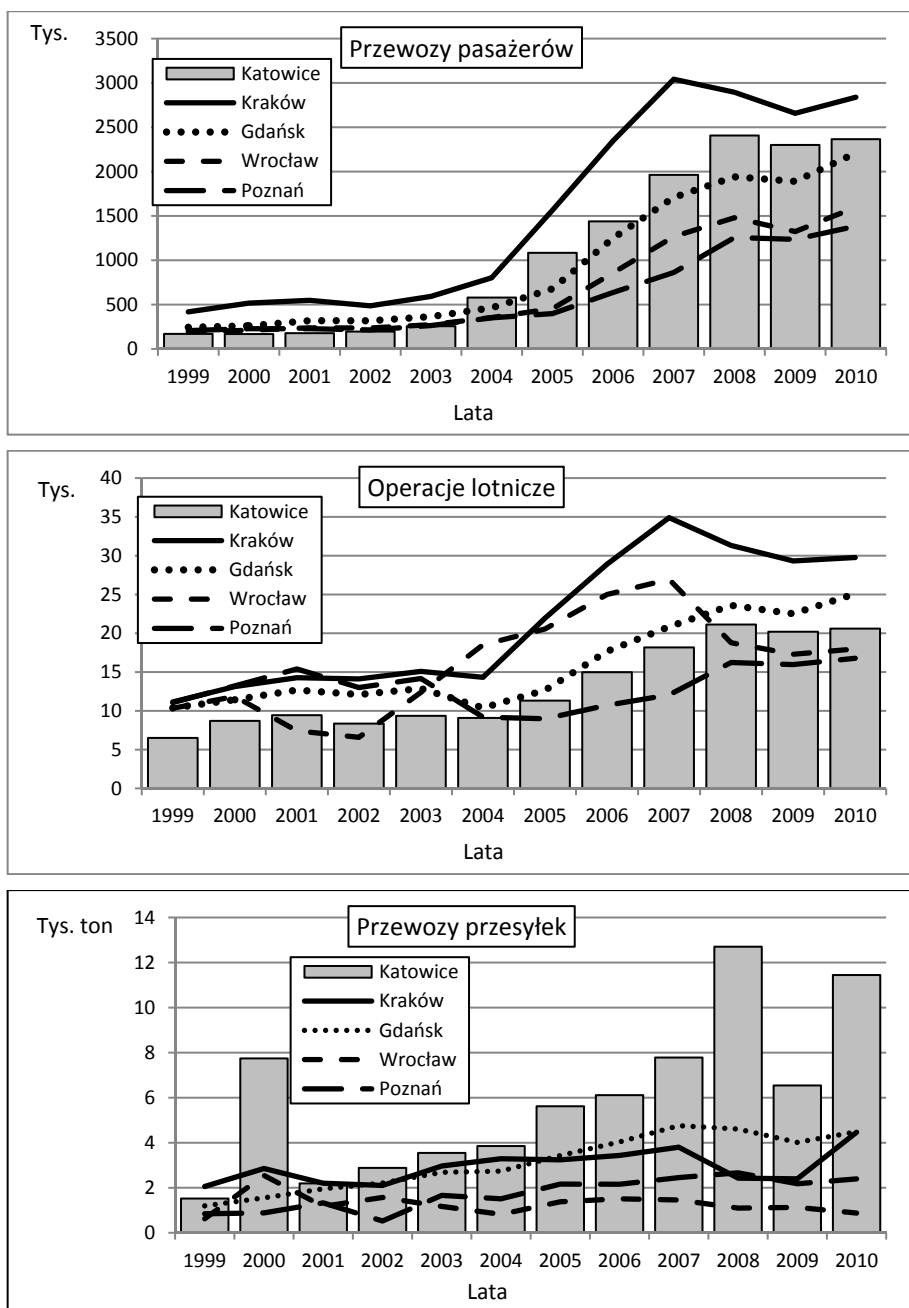 Tys.
Przewozy pasażerów
3500
3000
2500
2000
1500
1000
500
0
Katowice
Kraków
Gdańsk
Wrocław
Poznań
1999 2000 2001 2002 2003 2004 2005 2006 2007 2008 2009 2010
Lata
Tys.
Operacje lotnicze
40
35
30
25
20
15
10
5
0
Katowice
Kraków
Gdańsk
Wrocław
Poznań
1999 2000 2001 2002 2003 2004 2005 2006 2007 2008 2009 2010
Lata
Tys. ton
Przewozy przesyłek
14
12
10
8
6
4
2
0
Katowice
Kraków
Gdańsk
Wrocław
Poznań
1999 2000 2001 2002 2003 2004 2005 2006 2007 2008 2009 2010
Lata